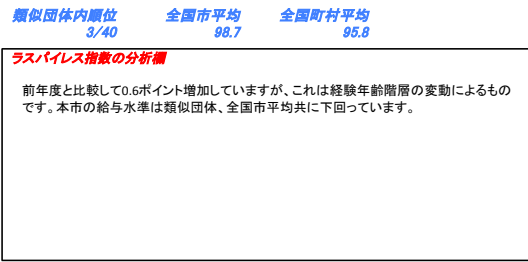 類似団体内順位 全国市平均 全国町村平均
3/40 98.7 95.8
ラスパイレス指数の分析欄
前年度と比較して0.6ポイント増加していますが、これは経験年齢階層の変動によるもの
です。本市の給与水準は類似団体、全国市平均共に下回っています。